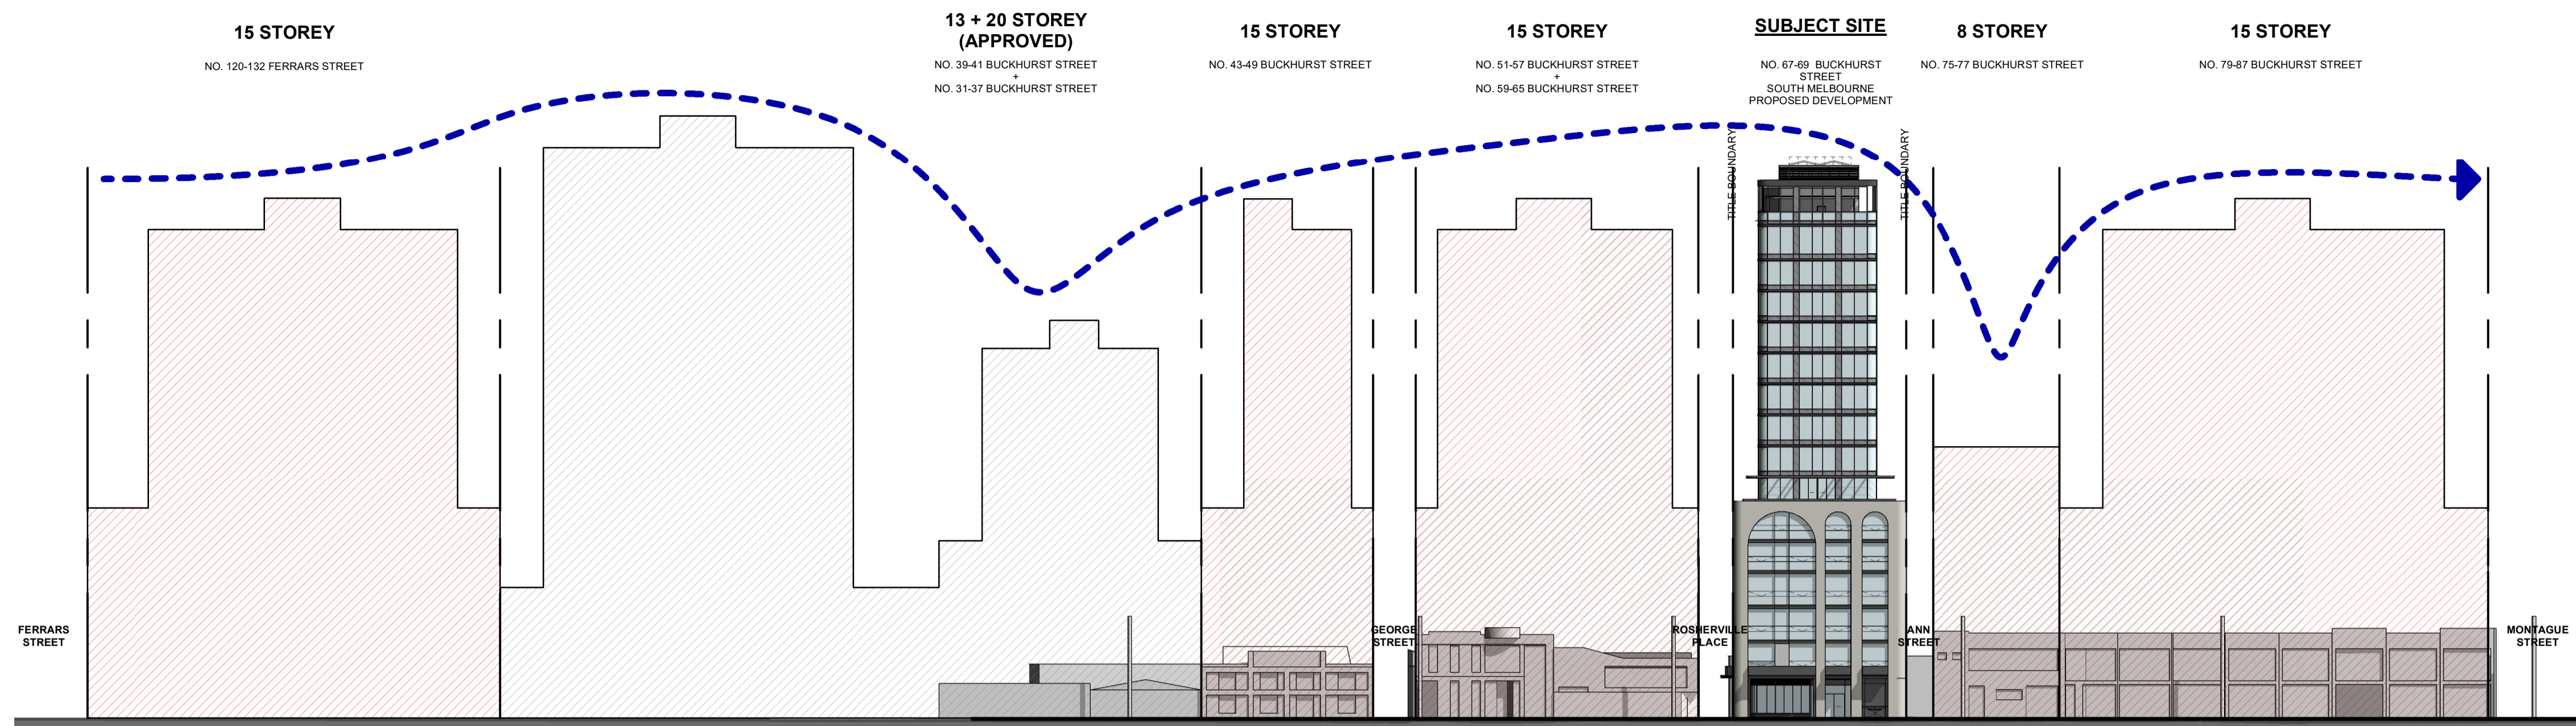 15 STOREY
NO. 120-132 FERRARS STREET
13 + 20 STOREY
(APPROVED)
NO. 39-41 BUCKHURST STREET
+
NO. 31-37 BUCKHURST STREET
15 STOREY
NO. 43-49 BUCKHURST STREET
15 STOREY
NO. 51-57 BUCKHURST STREET
+
NO. 59-65 BUCKHURST STREET
SUBJECT SITE
NO. 67-69 BUCKHURST
STREET
SOUTH MELBOURNE
PROPOSED DEVELOPMENT
8 STOREY
NO. 75-77 BUCKHURST STREET
15 STOREY
NO. 79-87 BUCKHURST STREET
TITLE BOUNDARY
TITLE BOUNDARY
FERRARS
STREET
GEORGE
STREET
ROSHERVILLE
PLACE
ANN
STREET
MONTAGUE
STREET